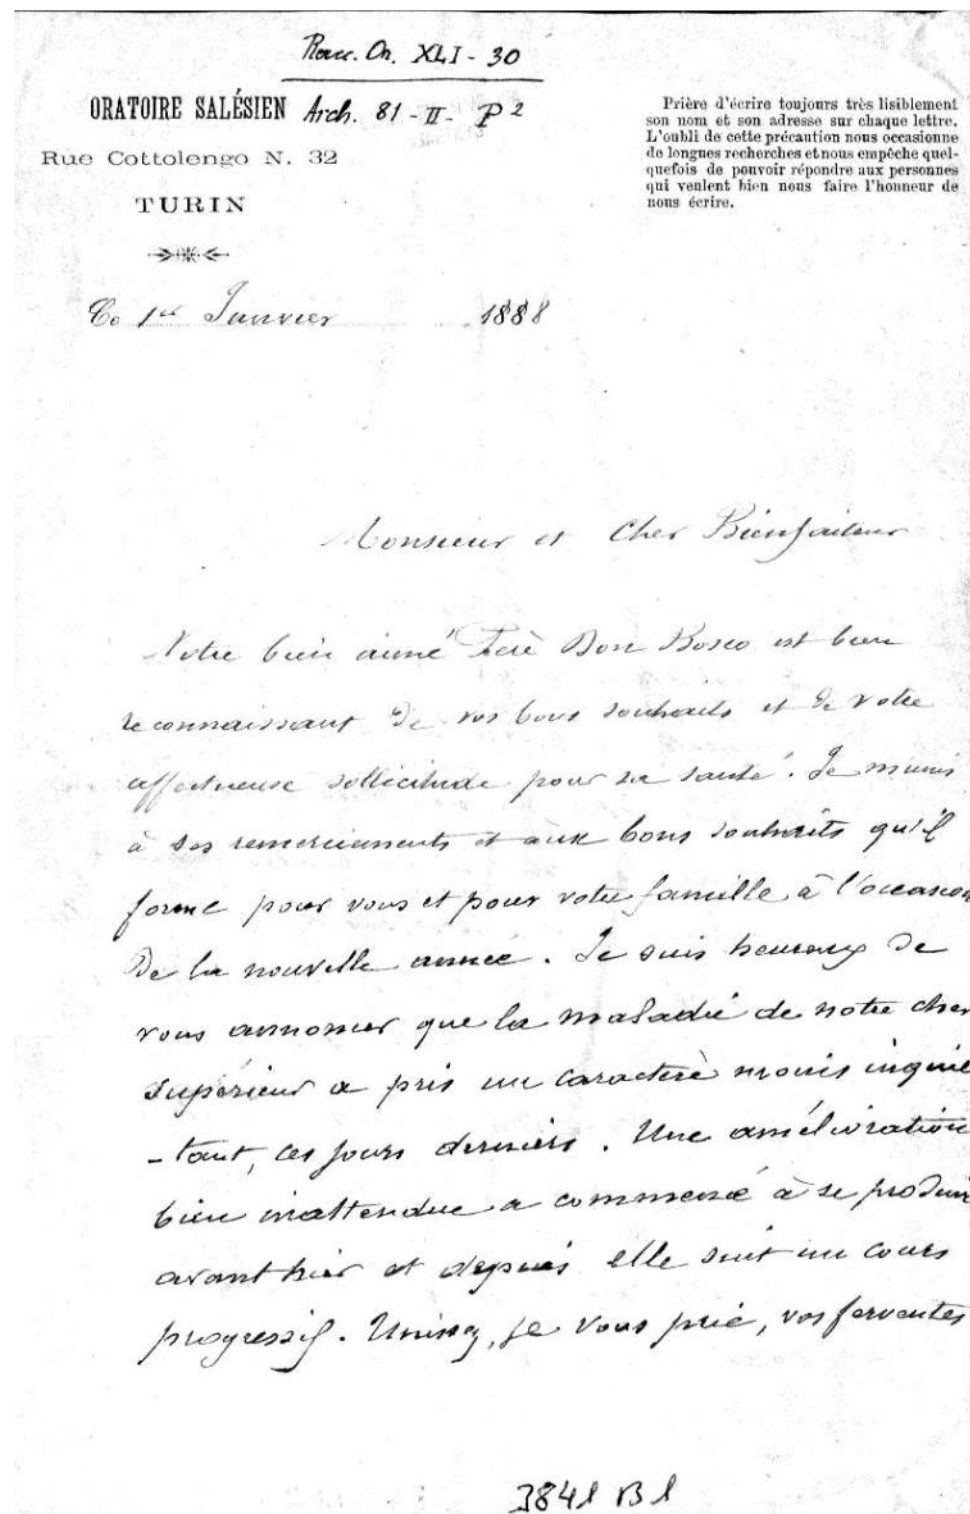 Rau. Ch. XLI - 30
ORATOIRE SALÉSIEN Arch. 81 - II - P 2
Rue Cottolengo N. 32
TURIN
Prière d'écrire toujours très lisiblement
son nom et son adresse sur chaque lettre.
L'oubli de cette précaution nous occasionne
de longues recherches et nous empêche quel-
quefois de pouvoir répondre aux personnes
qui veulent bien nous faire l'honneur de
nous écrire.
Ce 1er Janvier 1888
Monsieur et Cher Bienfaiteur
Notre bien aimé Père Don Bosco est bien
reconnaissant de vos bons souhaits et de votre
affectueuse sollicitude pour sa santé. Je m'unis
à ses remerciements et aux bons souhaits qu'il
forme pour vous et pour votre famille à l'occasion
de la nouvelle année. Je suis heureux de
vous annoncer que la maladie de notre cher
Supérieur a pris un caractère moins inquié
-tant, ces jours derniers. Une amélioration
bien inattendue a commencé à se produire
avant hier et depuis elle suit un cours
progressif. Unissez, je vous prie, vos ferventes
3841 B1